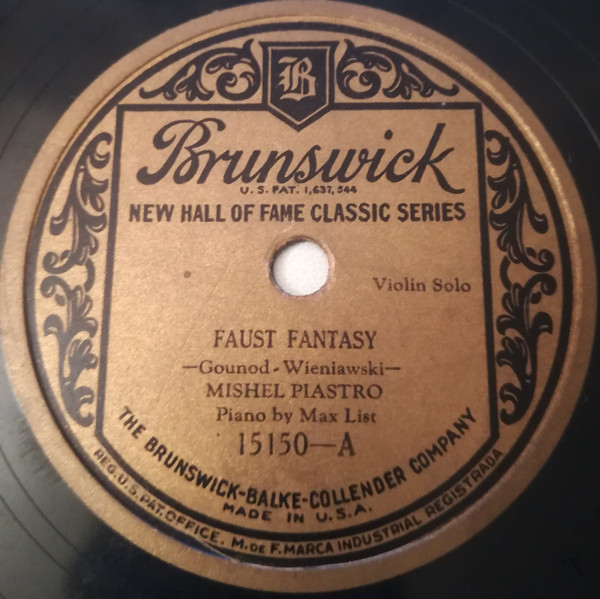 B
Brunswick
U.S. PAT. 1,637,544
NEW HALL OF FAME CLASSIC SERIES
Violin Solo
FAUST FANTASY
—Gounod-Wieniawski—
MISHEL PIASTRO
Piano by Max List
15150—A
THE BRUNSWICK-BALKE-COLLENDER COMPANY
MADE IN U.S.A.
REG. U.S. PAT. OFFICE. M. DE F. MARCA INDUSTRIAL REGISTRADA